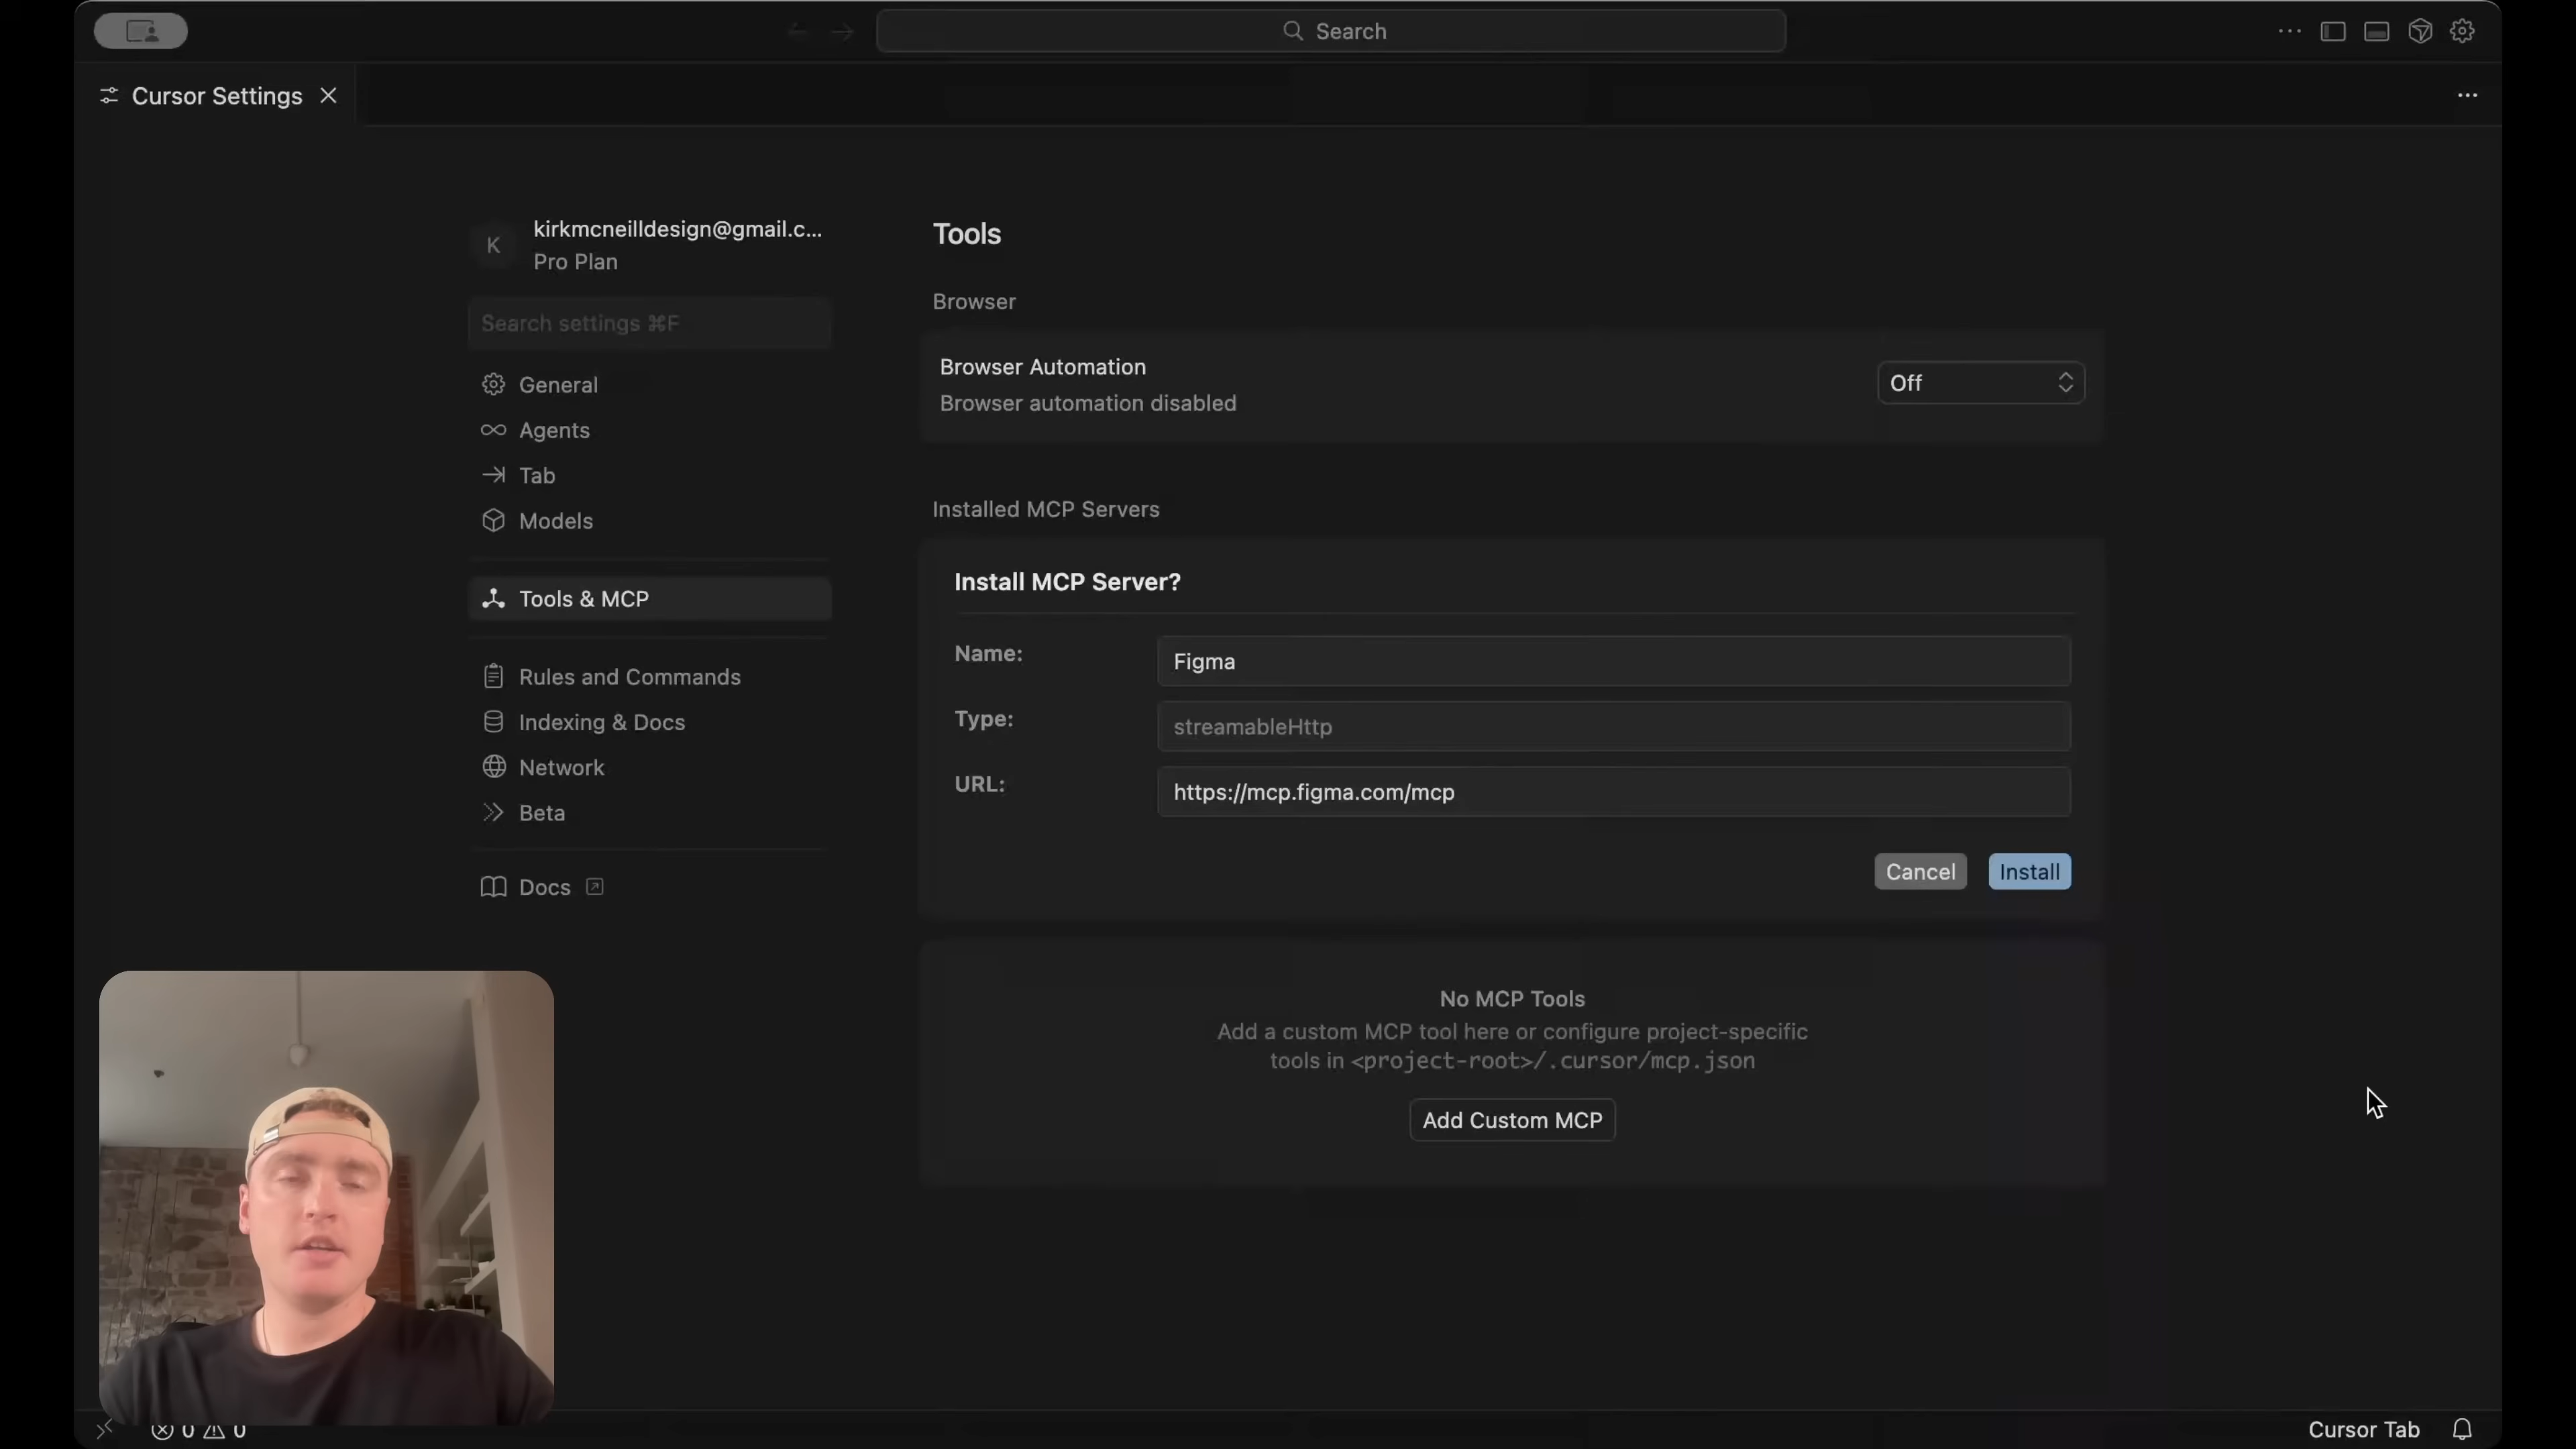 Search
Cursor Settings
K
kirkmcneilldesign@gmail.c...
Pro Plan
Search settings ⌘F
General
Agents
Tab
Models
Tools & MCP
Rules and Commands
Indexing & Docs
Network
Beta
Docs
Tools
Browser
Browser Automation
Browser automation disabled
Off
Installed MCP Servers
Install MCP Server?
Name:
Figma
Type:
streamableHttp
URL:
https://mcp.figma.com/mcp
Cancel
Install
No MCP Tools
Add a custom MCP tool here or configure project-specific
tools in <project-root>/.cursor/mcp.json
Add Custom MCP
0
0
Cursor Tab